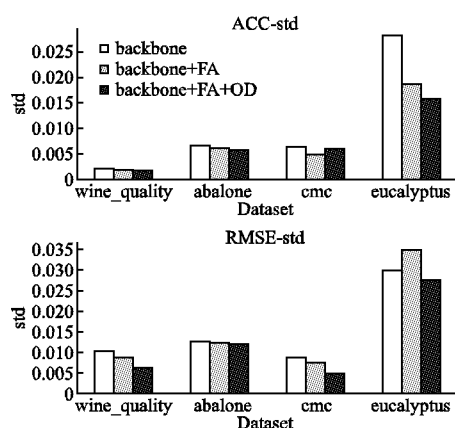 ACC-std
0.025
0.020
0.015
0.010
0.005
0
std
backbone
backbone+FA
backbone+FA+OD
wine_quality abalone cmc eucalyptus
Dataset
RMSE-std
0.035
0.030
0.025
0.020
0.015
0.010
0.005
0
std
wine_quality abalone cmc eucalyptus
Dataset